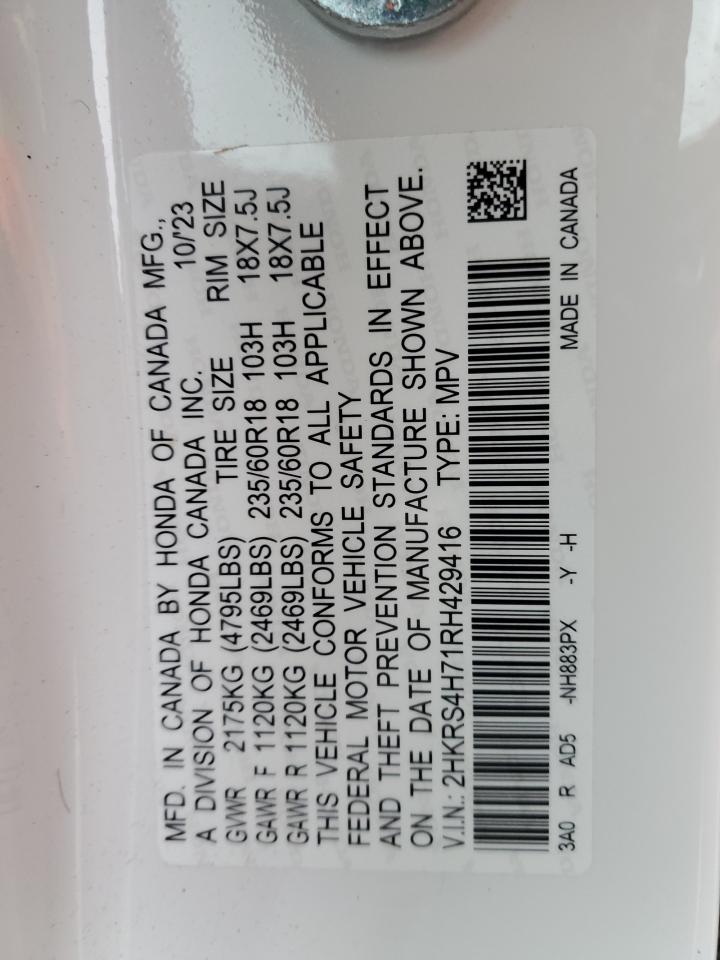 MFD. IN CANADA BY HONDA OF CANADA MFG.,
A DIVISION OF HONDA CANADA INC. 10/'23
GVWR 2175KG (4795LBS) TIRE SIZE RIM SIZE
GAWR F 1120KG (2469LBS) 235/60R18 103H 18X7.5J
GAWR R 1120KG (2469LBS) 235/60R18 103H 18X7.5J
THIS VEHICLE CONFORMS TO ALL APPLICABLE
FEDERAL MOTOR VEHICLE SAFETY
AND THEFT PREVENTION STANDARDS IN EFFECT
ON THE DATE OF MANUFACTURE SHOWN ABOVE.
V.I.N.: 2HKRS4H71RH429416 TYPE: MPV
3A0 R AD5 -NH883PX -Y -H MADE IN CANADA